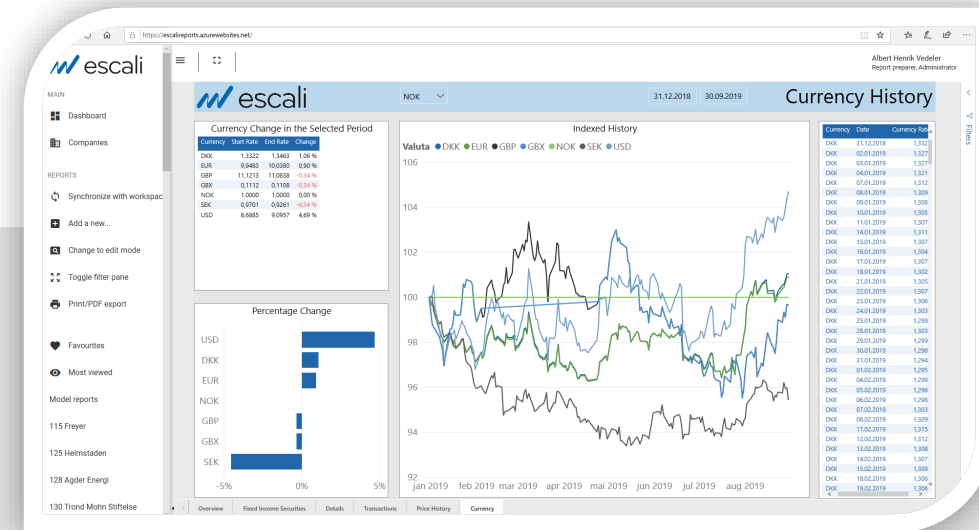 https://escalireports.azurewebsites.net/
escali
Albert Henrik Vedeler
Report preparer, Administrator
MAIN
Dashboard
Companies
REPORTS
Synchronize with workspac
Add a new...
Change to edit mode
Toggle filter pane
Print/PDF export
Favourites
Most viewed
Model reports
115 Freyer
125 Heimstaden
128 Agder Energi
130 Trond Mohn Stiftelse
escali
NOK
31.12.2018 30.09.2019
Currency History
Filters
Currency Change in the Selected Period
Currency Start Rate End Rate Change
DKK 1,3322 1,3463 1,06 %
EUR 9,9483 10,0380 0,90 %
GBP 11,1213 11,0838 -0,34 %
GBX 0,1112 0,1108 -0,34 %
NOK 1,0000 1,0000 0,00 %
SEK 0,9701 0,9261 -4,54 %
USD 8,6885 9,0957 4,69 %
Percentage Change
USD
DKK
EUR
NOK
GBP
GBX
SEK
-5% 0% 5%
Indexed History
Valuta DKK EUR GBP GBX NOK SEK USD
106
104
102
100
98
96
94
92
jan 2019 feb 2019 mar 2019 apr 2019 mai 2019 jun 2019 jul 2019 aug 2019
Currency Date Currency Rate
DKK 31.12.2018 1,332
DKK 02.01.2019 1,327
DKK 03.01.2019 1,327
DKK 04.01.2019 1,321
DKK 07.01.2019 1,312
DKK 08.01.2019 1,309
DKK 09.01.2019 1,308
DKK 10.01.2019 1,305
DKK 11.01.2019 1,307
DKK 14.01.2019 1,311
DKK 15.01.2019 1,307
DKK 16.01.2019 1,304
DKK 17.01.2019 1,307
DKK 18.01.2019 1,302
DKK 21.01.2019 1,305
DKK 22.01.2019 1,307
DKK 23.01.2019 1,306
DKK 24.01.2019 1,303
DKK 25.01.2019 1,299
DKK 28.01.2019 1,303
DKK 29.01.2019 1,299
DKK 30.01.2019 1,298
DKK 31.01.2019 1,294
DKK 01.02.2019 1,295
DKK 04.02.2019 1,299
DKK 05.02.2019 1,296
DKK 06.02.2019 1,298
DKK 07.02.2019 1,303
DKK 08.02.2019 1,309
DKK 11.02.2019 1,315
DKK 12.02.2019 1,312
DKK 13.02.2019 1,308
DKK 14.02.2019 1,307
DKK 15.02.2019 1,309
DKK 18.02.2019 1,306
DKK 19.02.2019 1,306
Overview Fixed Income Securities Details Transactions Price History Currency